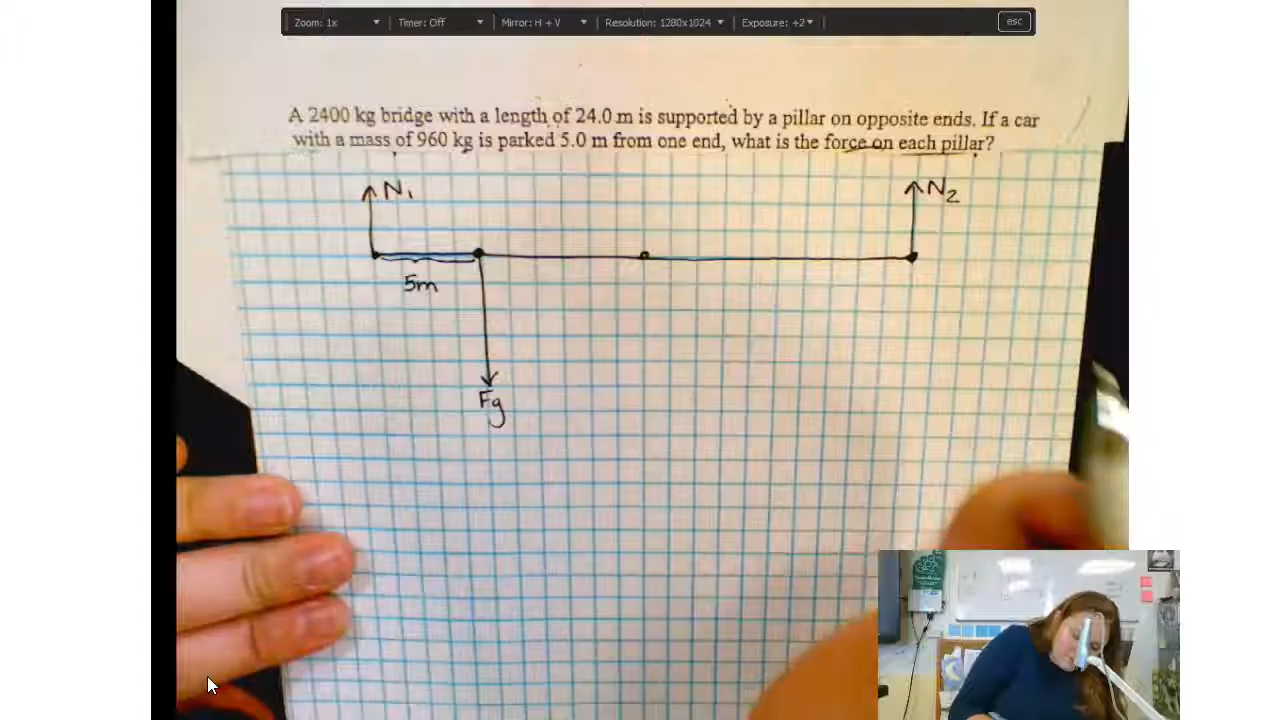 Zoom: 1x Timer: Off Mirror: H + V Resolution: 1280x1024 Exposure: +2 esc
A 2400 kg bridge with a length of 24.0 m is supported by a pillar on opposite ends. If a car
with a mass of 960 kg is parked 5.0 m from one end, what is the force on each pillar?
N₁ N₂
5m
Fg